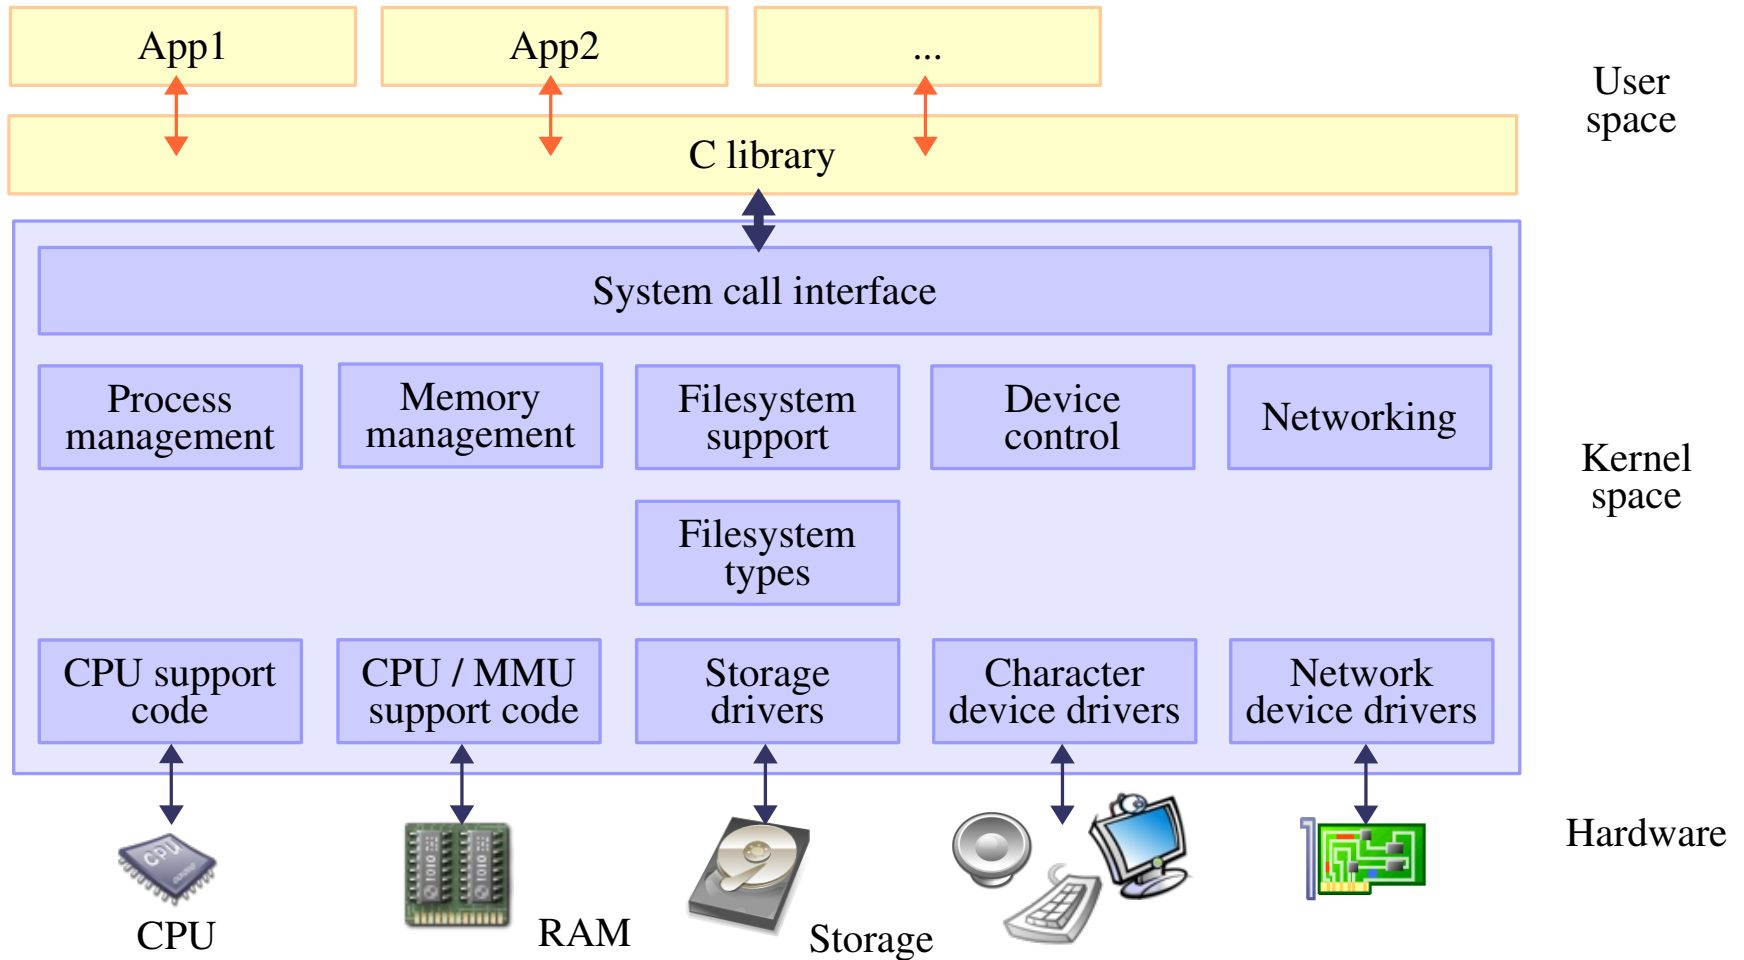 App1
App2
...
User
space
C library
System call interface
Process
management
Memory
management
Filesystem
support
Device
control
Networking
Kernel
space
Filesystem
types
CPU support
code
CPU / MMU
support code
Storage
drivers
Character
device drivers
Network
device drivers
Hardware
CPU
CPU
RAM
Storage